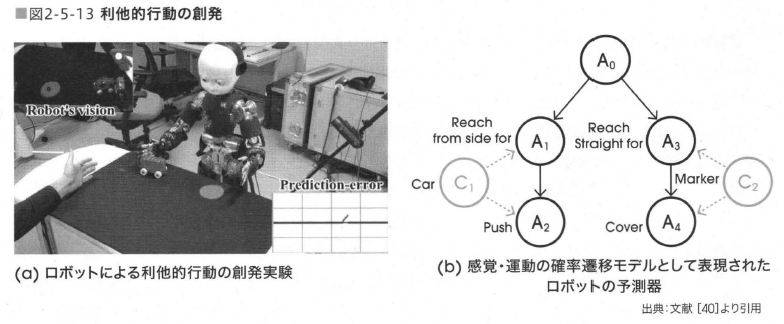 ■図2-5-13 利他的行動の創発
Robot's vision
Prediction-error
(a) ロボットによる利他的行動の創発実験
A0
Reach
from side for
A1
Reach
Straight for
A3
Car
C1
Marker
C2
Push
A2
Cover
A4
(b) 感覚・運動の確率遷移モデルとして表現された
ロボットの予測器
出典:文献 [40]より引用